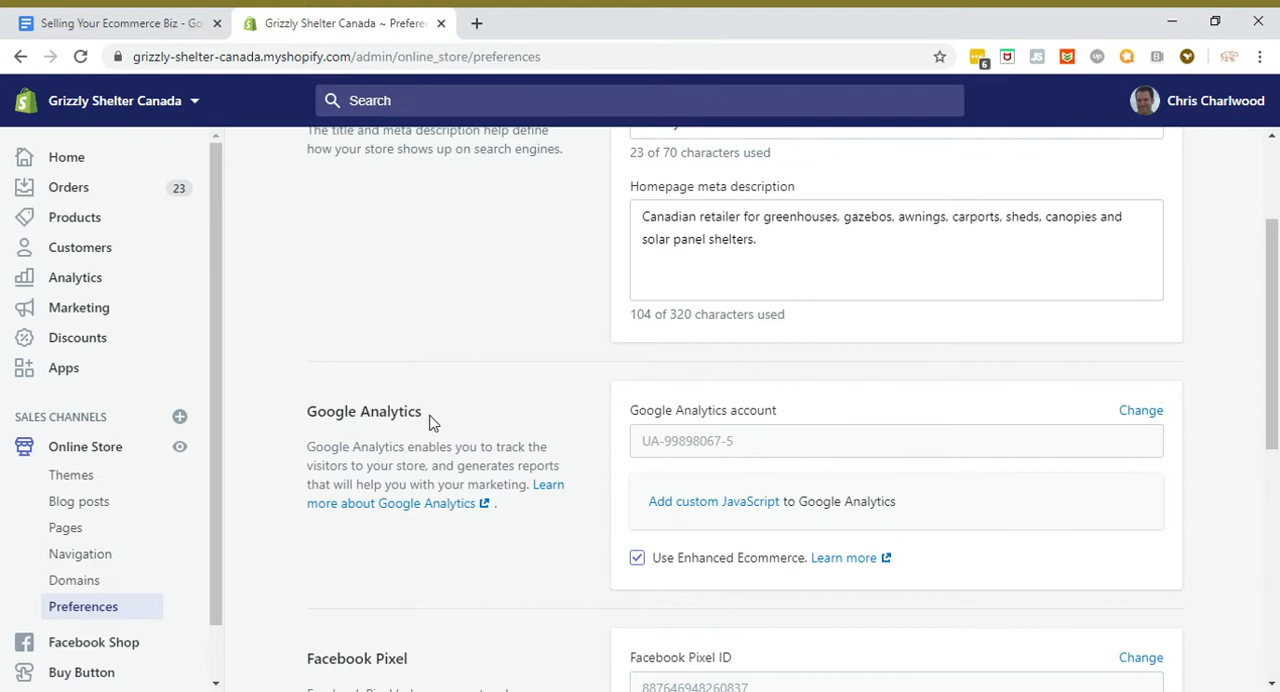 Selling Your Ecommerce Biz - Go
Grizzly Shelter Canada ~ Prefere
grizzly-shelter-canada.myshopify.com/admin/online_store/preferences
6
JS
Up
Grizzly Shelter Canada
Search
Chris Charlwood
Home
Orders
23
Products
Customers
Analytics
Marketing
Discounts
Apps
SALES CHANNELS
Online Store
Themes
Blog posts
Pages
Navigation
Domains
Preferences
Facebook Shop
Buy Button
The title and meta description help define
how your store shows up on search engines.
23 of 70 characters used
Homepage meta description
Canadian retailer for greenhouses, gazebos, awnings, carports, sheds, canopies and
solar panel shelters.
104 of 320 characters used
Google Analytics
Google Analytics enables you to track the
visitors to your store, and generates reports
that will help you with your marketing. Learn
more about Google Analytics .
Google Analytics account
Change
UA-99898067-5
Add custom JavaScript to Google Analytics
Use Enhanced Ecommerce. Learn more
Facebook Pixel
Facebook Pixel ID
Change
887646948260837